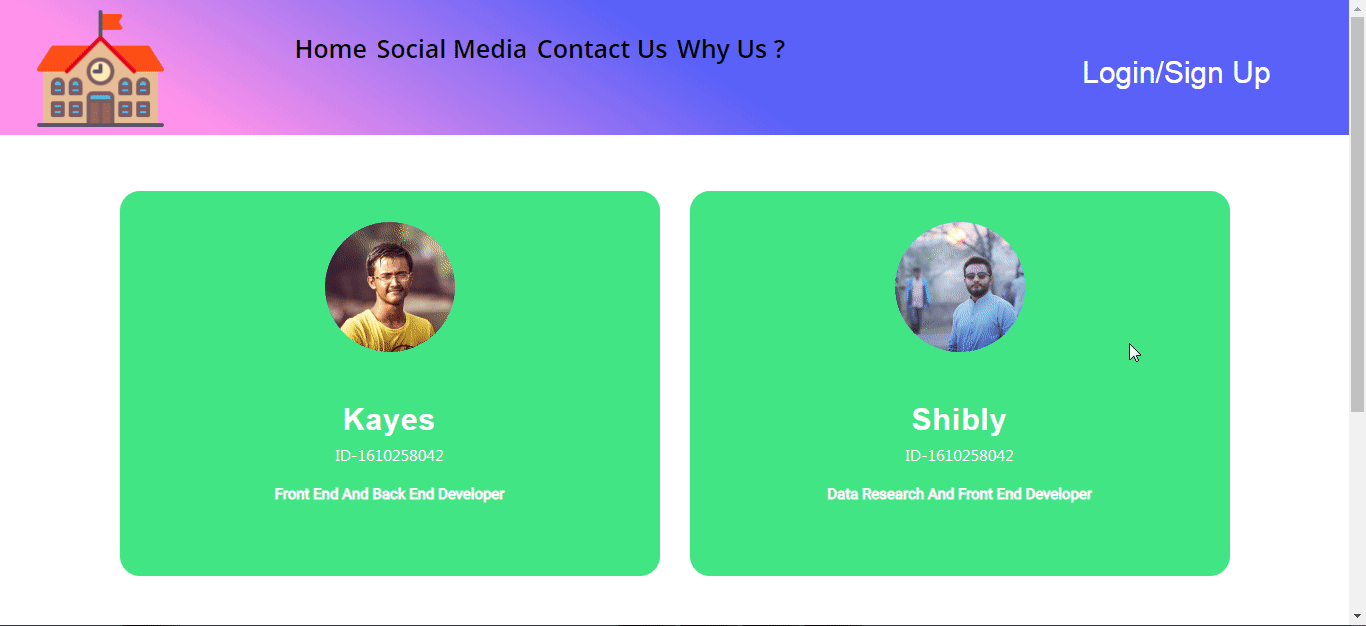 Home Social Media Contact Us Why Us ?
Login/Sign Up
Kayes
ID-1610258042
Front End And Back End Developer
Shibly
ID-1610258042
Data Research And Front End Developer